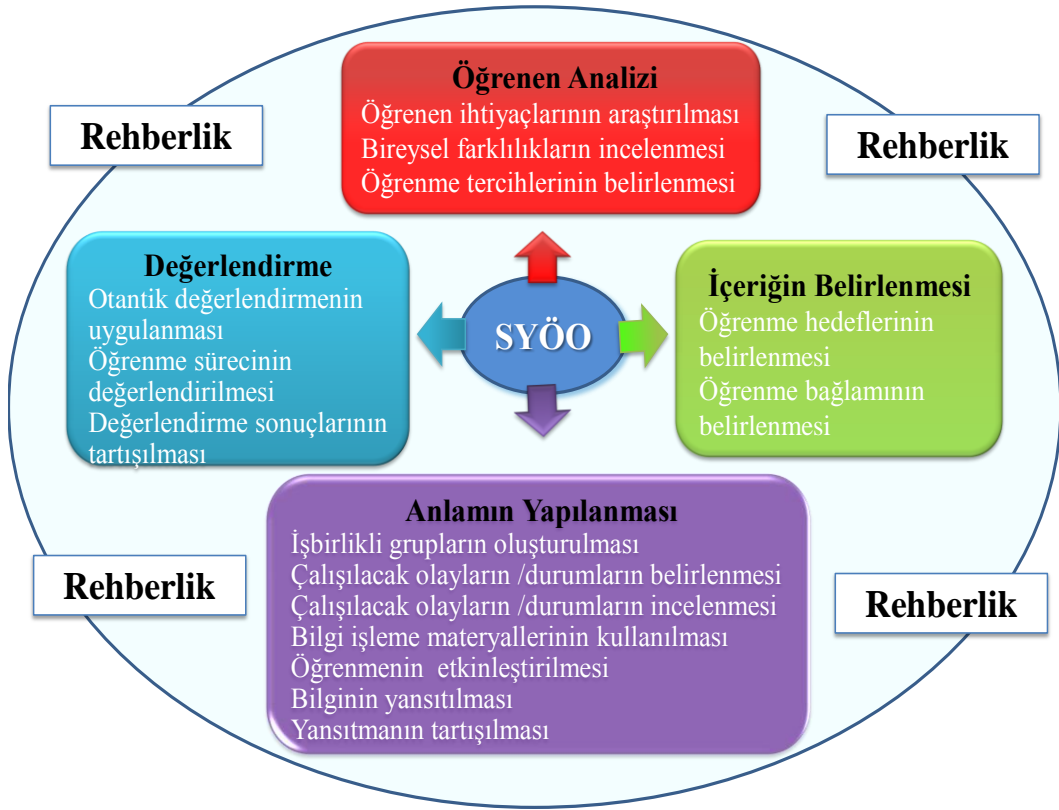 Öğrenen Analizi
Öğrenen ihtiyaçlarının araştırılması
Bireysel farklılıkların incelenmesi
Öğrenme tercihlerinin belirlenmesi
Rehberlik
Rehberlik
Değerlendirme
Otantik değerlendirmenin
uygulanması
Öğrenme sürecinin
değerlendirilmesi
Değerlendirme sonuçlarının
tartışılması
SYÖO
İçeriğin Belirlenmesi
Öğrenme hedeflerinin
belirlenmesi
Öğrenme bağlamının
belirlenmesi
Anlamın Yapılanması
İşbirlikli grupların oluşturulması
Çalışılacak olayların /durumların belirlenmesi
Çalışılacak olayların /durumların incelenmesi
Bilgi işleme materyallerinin kullanılması
Öğrenmenin  etkinleştirilmesi
Bilginin yansıtılması
Yansıtmanın tartışılması
Rehberlik
Rehberlik